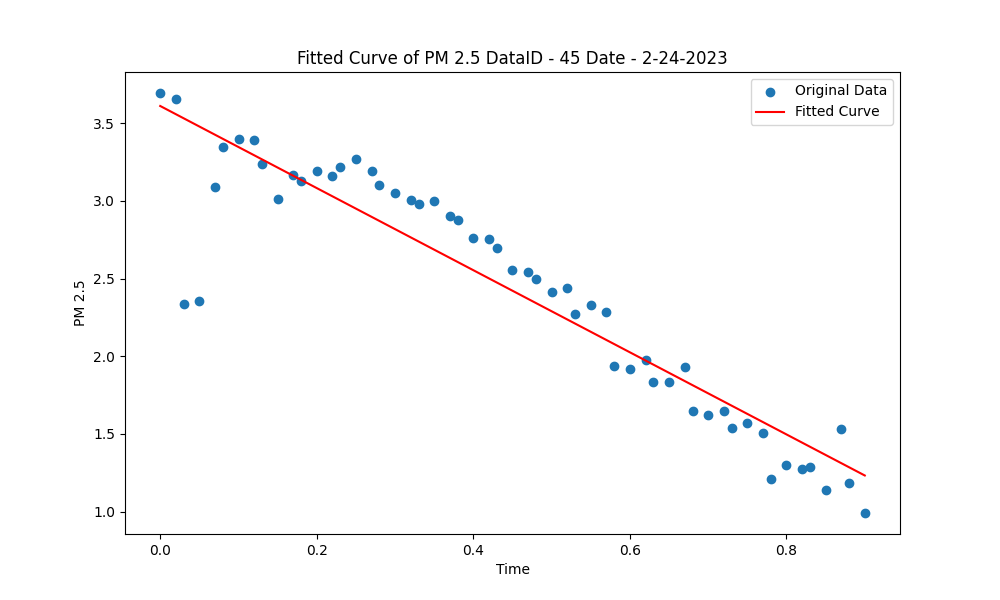 Fitted Curve of PM 2.5 DataID - 45 Date - 2-24-2023
Original Data
Fitted Curve
PM 2.5
3.5
3.0
2.5
2.0
1.5
1.0
0.0 0.2 0.4 0.6 0.8
Time